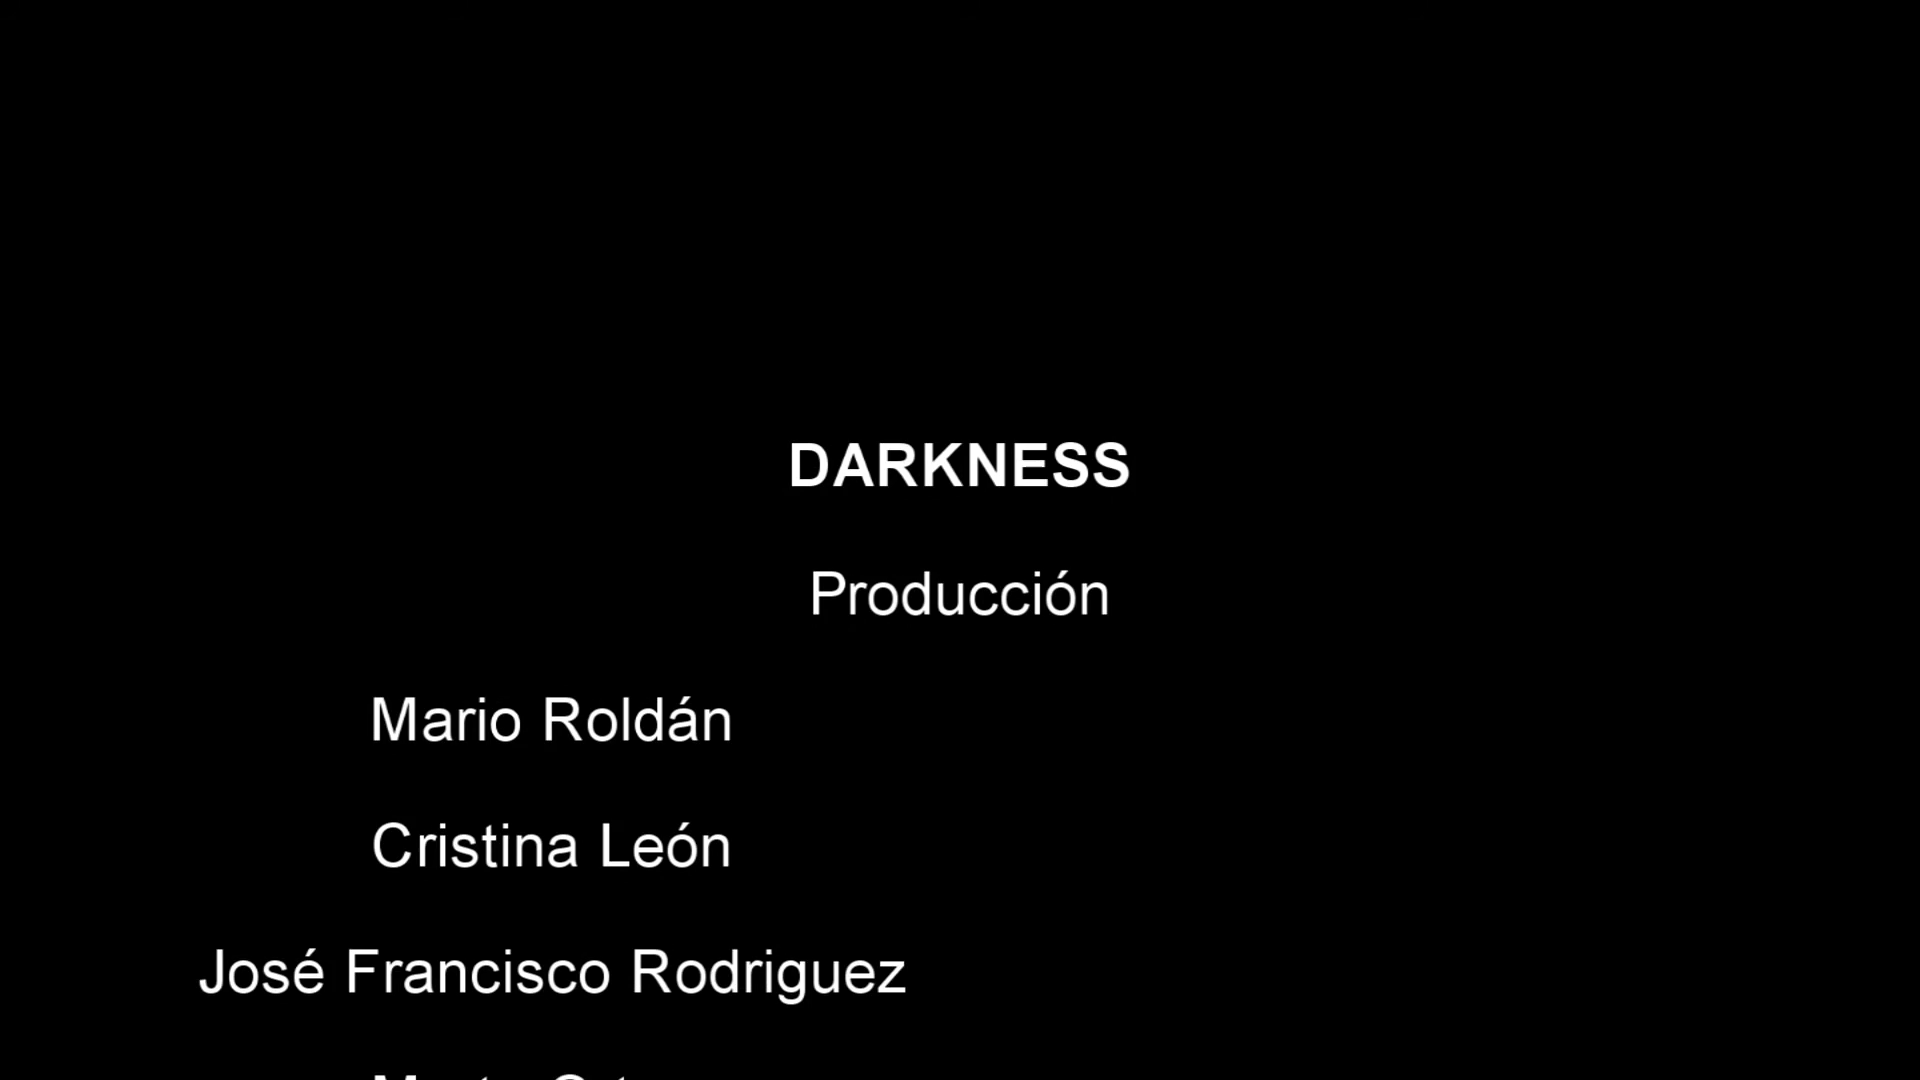 DARKNESS
Producción
Mario Roldán
Cristina León
José Francisco Rodriguez